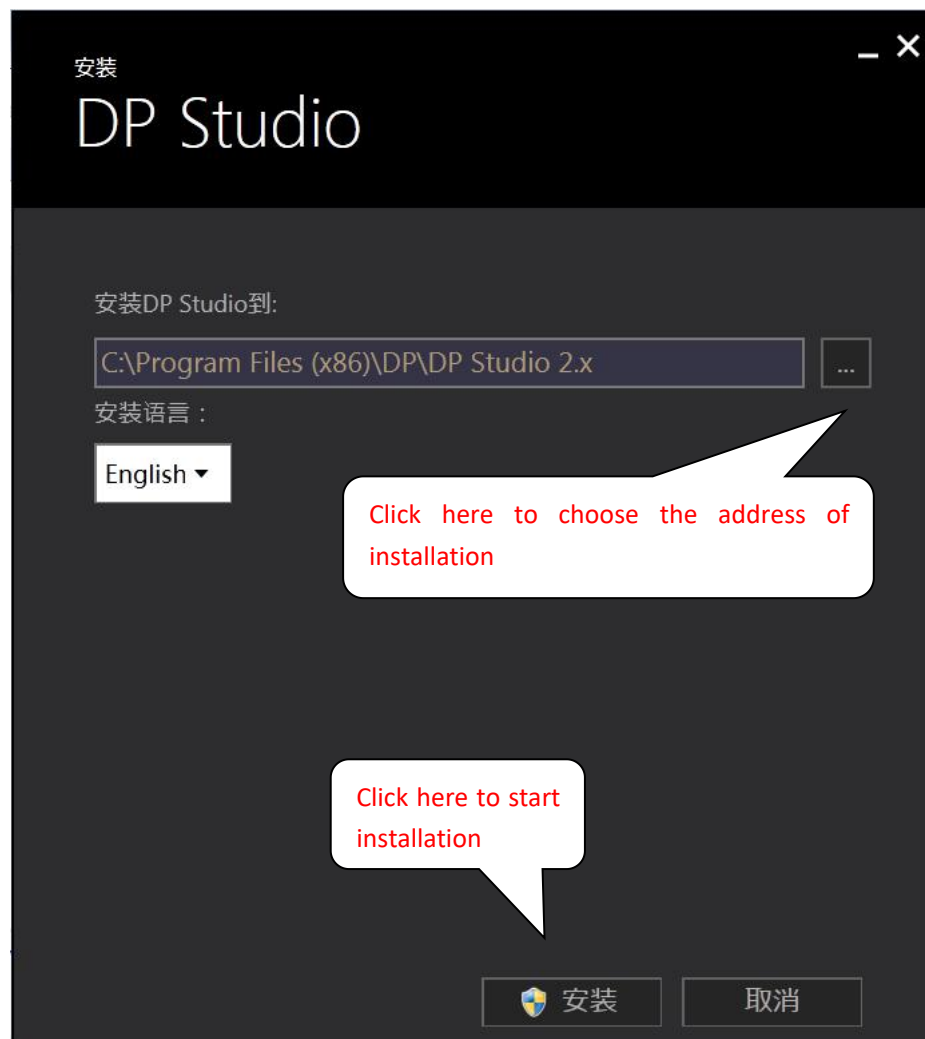 安装
DP Studio
安装DP Studio到:
C:\Program Files (x86)\DP\DP Studio 2.x
...
安装语言：
English
Click here to choose the address of
installation
Click here to start
installation
安装 取消